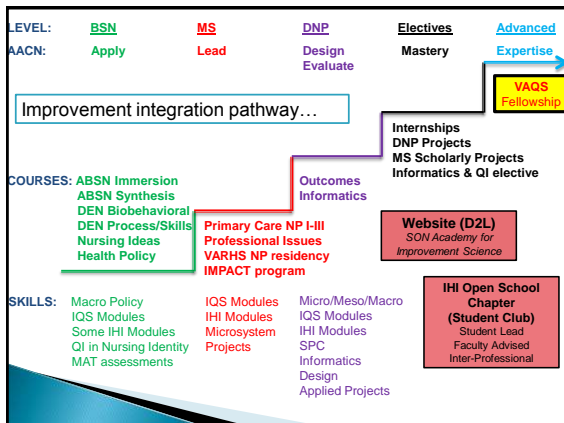 LEVEL: BSN MS DNP Electives Advanced
AACN: Apply Lead Design Mastery Expertise
Evaluate
VAQS
Fellowship
Improvement integration pathway…
Internships
DNP Projects
MS Scholarly Projects
Informatics & QI elective
COURSES: ABSN Immersion
ABSN Synthesis
DEN Biobehavioral
DEN Process/Skills
Nursing Ideas
Health Policy
Primary Care NP I-III
Professional Issues
VARHS NP residency
IMPACT program
Outcomes
Informatics
Website (D2L)
SON Academy for
Improvement Science
IHI Open School
Chapter
(Student Club)
Student Lead
Faculty Advised
Inter-Professional
SKILLS:
Macro Policy
IQS Modules
Some IHI Modules
QI in Nursing Identity
MAT assessments
IQS Modules
IHI Modules
Microsystem
Projects
Micro/Meso/Macro
IQS Modules
IHI Modules
SPC
Informatics
Design
Applied Projects